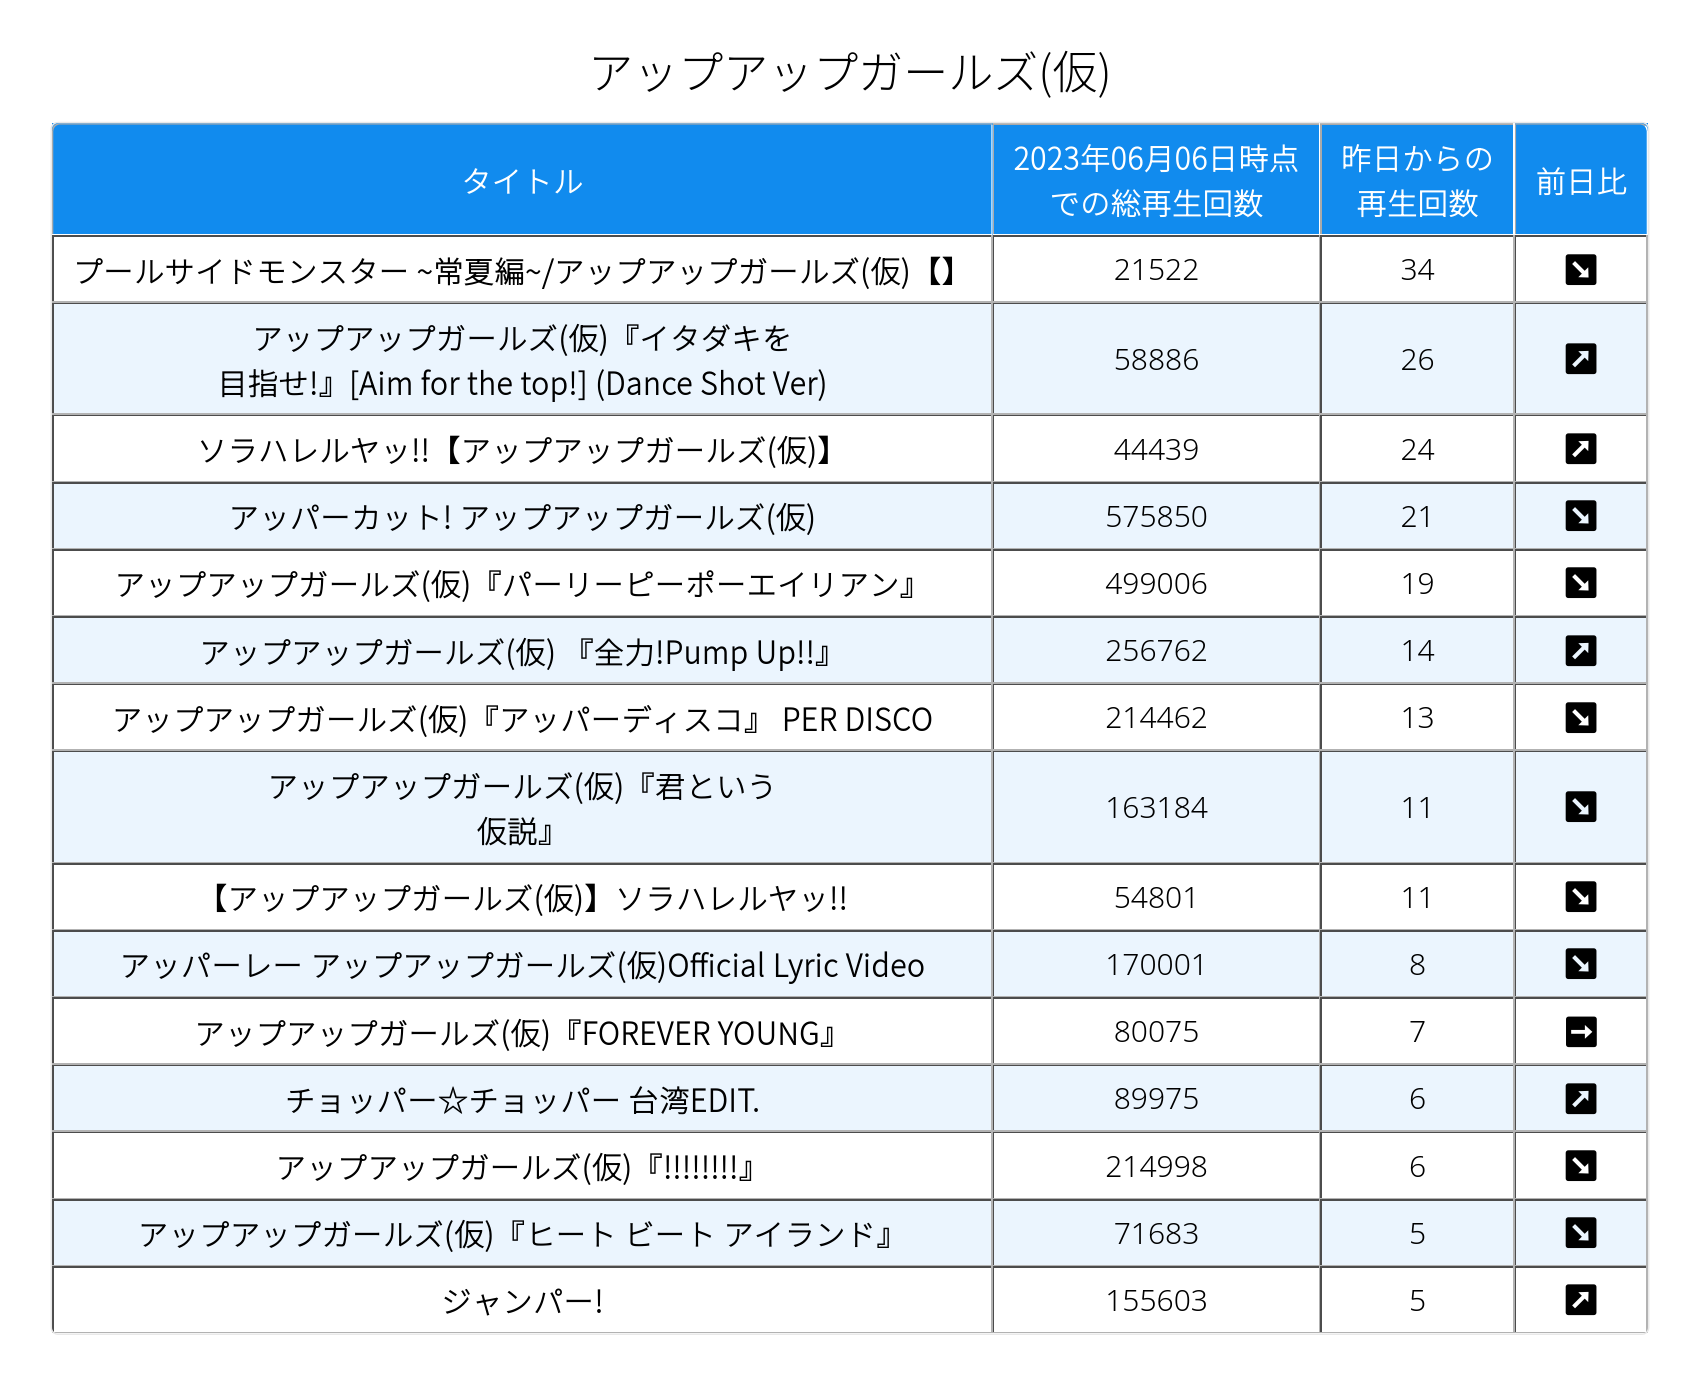 アップアップガールズ(仮)
タイトル
2023年06月06日時点
での総再生回数
昨日からの
再生回数
前日比
プールサイドモンスター ~常夏編~/アップアップガールズ(仮)【】
21522
34
↘
アップアップガールズ(仮)『イタダキを
目指せ!』[Aim for the top!] (Dance Shot Ver)
58886
26
↗
ソラハレルヤッ!!【アップアップガールズ(仮)】
44439
24
↗
アッパーカット! アップアップガールズ(仮)
575850
21
↘
アップアップガールズ(仮)『パーリーピーポーエイリアン』
499006
19
↘
アップアップガールズ(仮) 『全力!Pump Up!!』
256762
14
↗
アップアップガールズ(仮)『アッパーディスコ』 PER DISCO
214462
13
↘
アップアップガールズ(仮)『君という
仮説』
163184
11
↘
【アップアップガールズ(仮)】ソラハレルヤッ!!
54801
11
↘
アッパーレー アップアップガールズ(仮)Official Lyric Video
170001
8
↘
アップアップガールズ(仮)『FOREVER YOUNG』
80075
7
→
チョッパー☆チョッパー 台湾EDIT.
89975
6
↗
アップアップガールズ(仮)『!!!!!!!!』
214998
6
↘
アップアップガールズ(仮)『ヒート ビート アイランド』
71683
5
↘
ジャンパー!
155603
5
↗